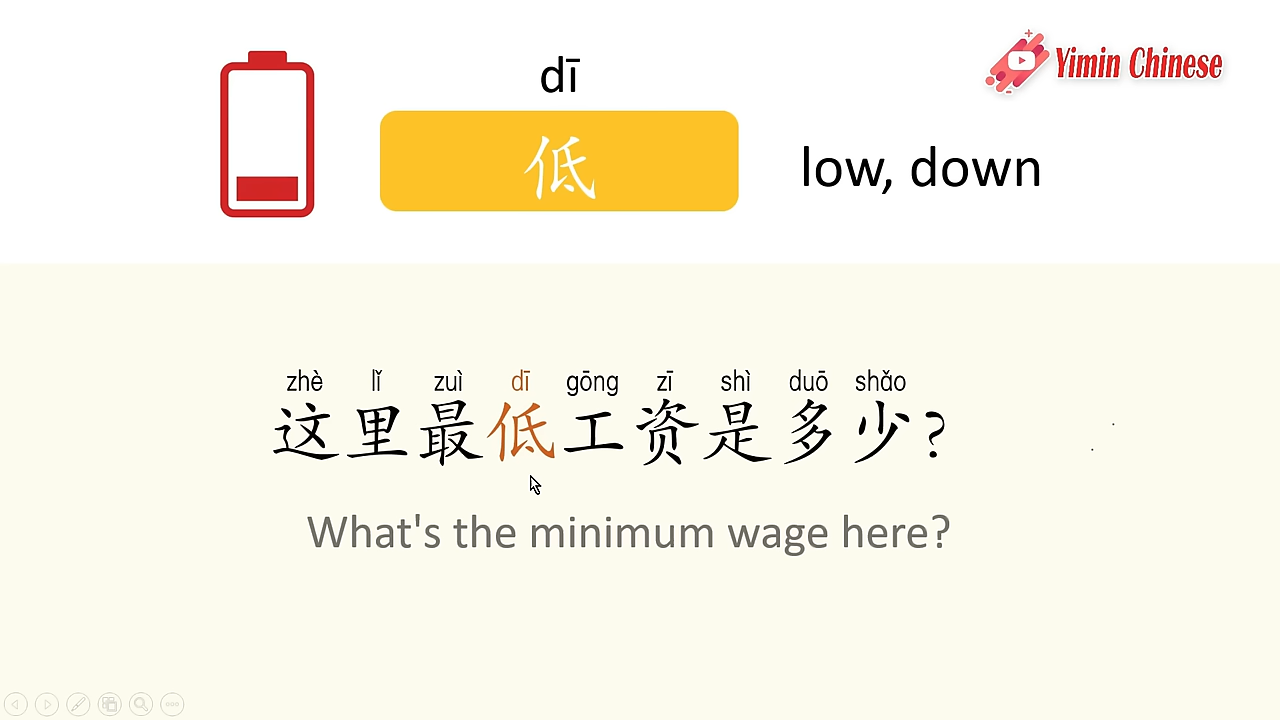 Yimin Chinese
dī
低
low, down
zhè lǐ zuì dī gōng zī shì duō shǎo
这里最低工资是多少?
What's the minimum wage here?